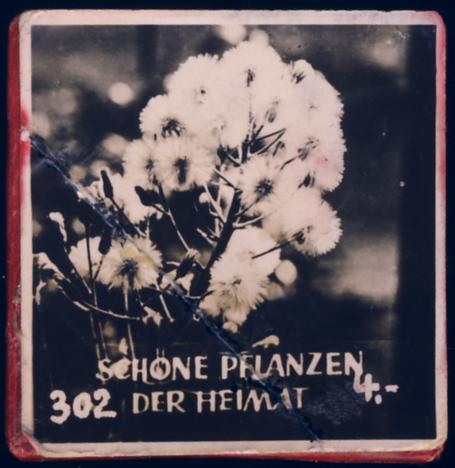 SCHÖNE PFLANZEN
302 DER HEIMAT 4.-